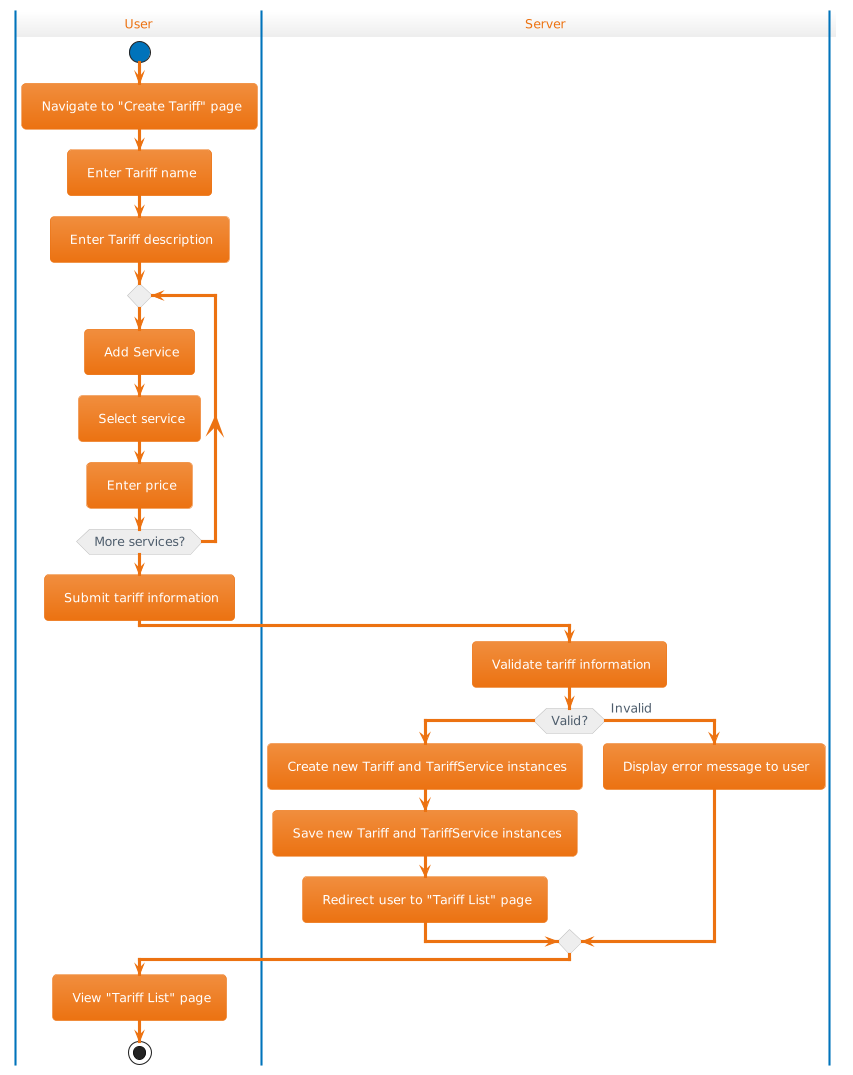 User
Server
Navigate to "Create Tariff" page
Enter Tariff name
Enter Tariff description
Add Service
Select service
Enter price
More services?
Submit tariff information
Validate tariff information
Valid?
Invalid
Create new Tariff and TariffService instances
Display error message to user
Save new Tariff and TariffService instances
Redirect user to "Tariff List" page
View "Tariff List" page